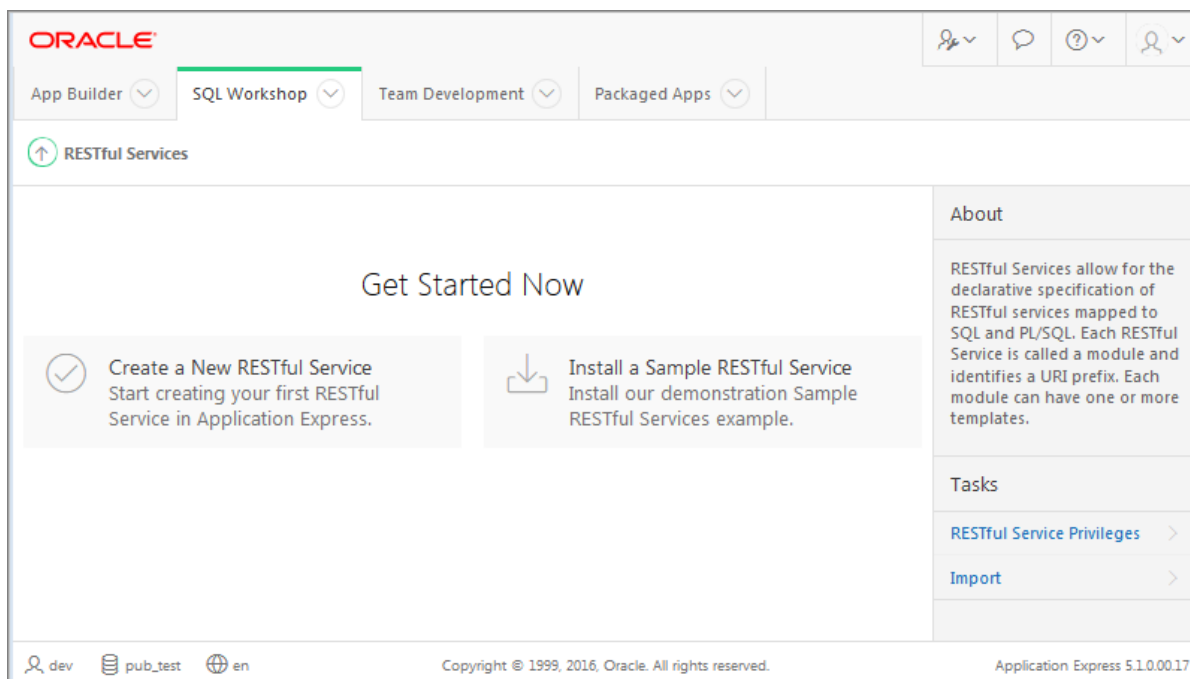 ORACLE
App Builder SQL Workshop Team Development Packaged Apps
RESTful Services
Get Started Now
Create a New RESTful Service
Start creating your first RESTful
Service in Application Express.
Install a Sample RESTful Service
Install our demonstration Sample
RESTful Services example.
About
RESTful Services allow for the
declarative specification of
RESTful services mapped to
SQL and PL/SQL. Each RESTful
Service is called a module and
identifies a URI prefix. Each
module can have one or more
templates.
Tasks
RESTful Service Privileges
Import
dev pub_test en Copyright © 1999, 2016, Oracle. All rights reserved. Application Express 5.1.0.00.17